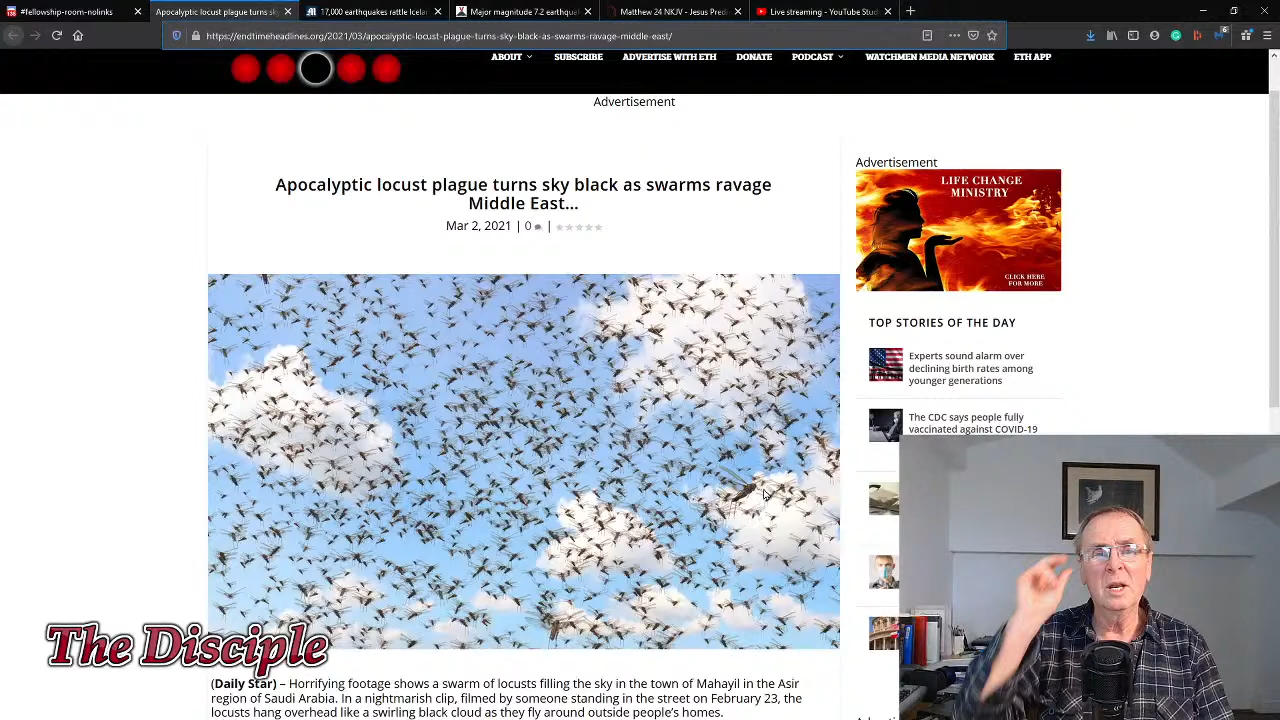 #fellowship-room-nolinks
Apocalyptic locust plague turns sky
17,000 earthquakes rattle Icelan
Major magnitude 7.2 earthqual
Matthew 24 NKJV - Jesus Predi
Live streaming - YouTube Stud
https://endtimeheadlines.org/2021/03/apocalyptic-locust-plague-turns-sky-black-as-swarms-ravage-middle-east/
ABOUT SUBSCRIBE ADVERTISE WITH ETH DONATE PODCAST WATCHMEN MEDIA NETWORK ETH APP
Advertisement
Apocalyptic locust plague turns sky black as swarms ravage
Middle East...
Mar 2, 2021 | 0 |
Advertisement
LIFE CHANGE
MINISTRY
CLICK HERE
FOR MORE
TOP STORIES OF THE DAY
Experts sound alarm over
declining birth rates among
younger generations
The CDC says people fully
vaccinated against COVID-19
The Disciple
(Daily Star) – Horrifying footage shows a swarm of locusts filling the sky in the town of Mahayil in the Asir
region of Saudi Arabia. In a nightmarish clip, filmed by someone standing in the street on February 23, the
locusts hang overhead like a swirling black cloud as they fly around outside people's homes.